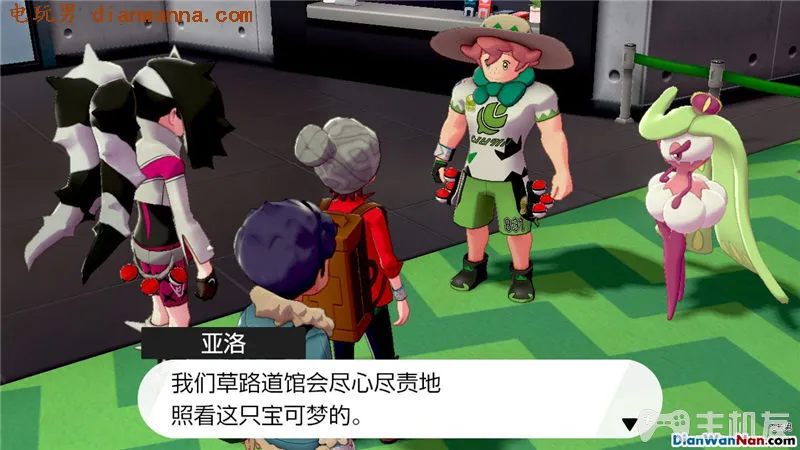 电玩男 dianwanna.com
亚洛
我们草路道馆会尽心尽责地
照看这只宝可梦的。
主机友
DianWanNan.com